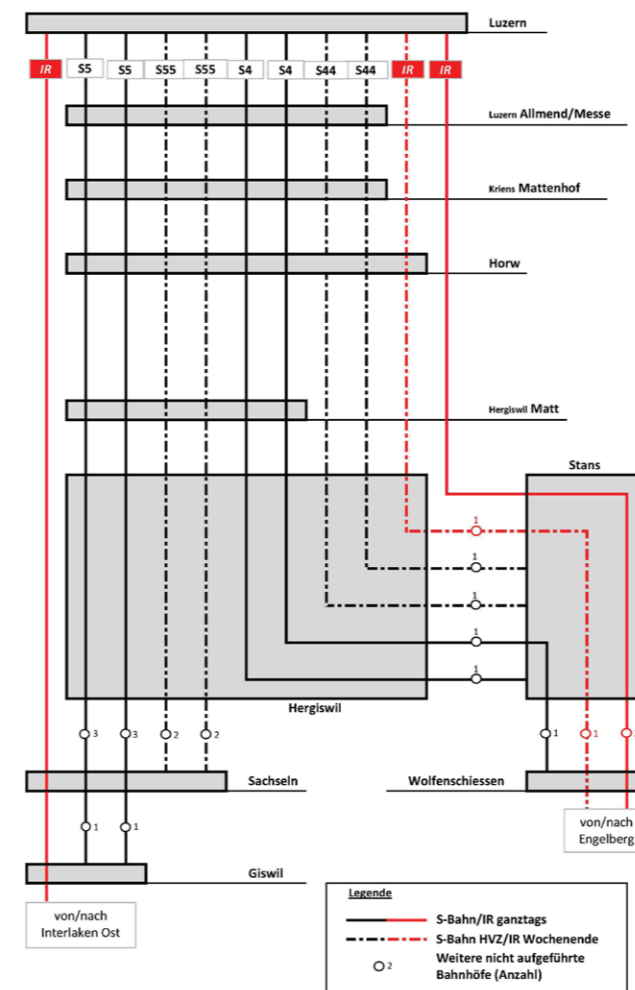 Luzern
IR S5 S5 S55 S55 S4 S4 S44 S44 IR IR
Luzern Allmend/Messe
Kriens Mattenhof
Horw
Hergiswil Matt
Stans
1
1
1
1
1
Hergiswil
3 3 2 2 1 1
Sachseln
Wolfenschiessen
1 1
von/nach
Engelberg
Giswil
von/nach
Interlaken Ost
Legende
S-Bahn/IR ganztags
S-Bahn HVZ/IR Wochenende
2 Weitere nicht aufgeführte
Bahnhöfe (Anzahl)